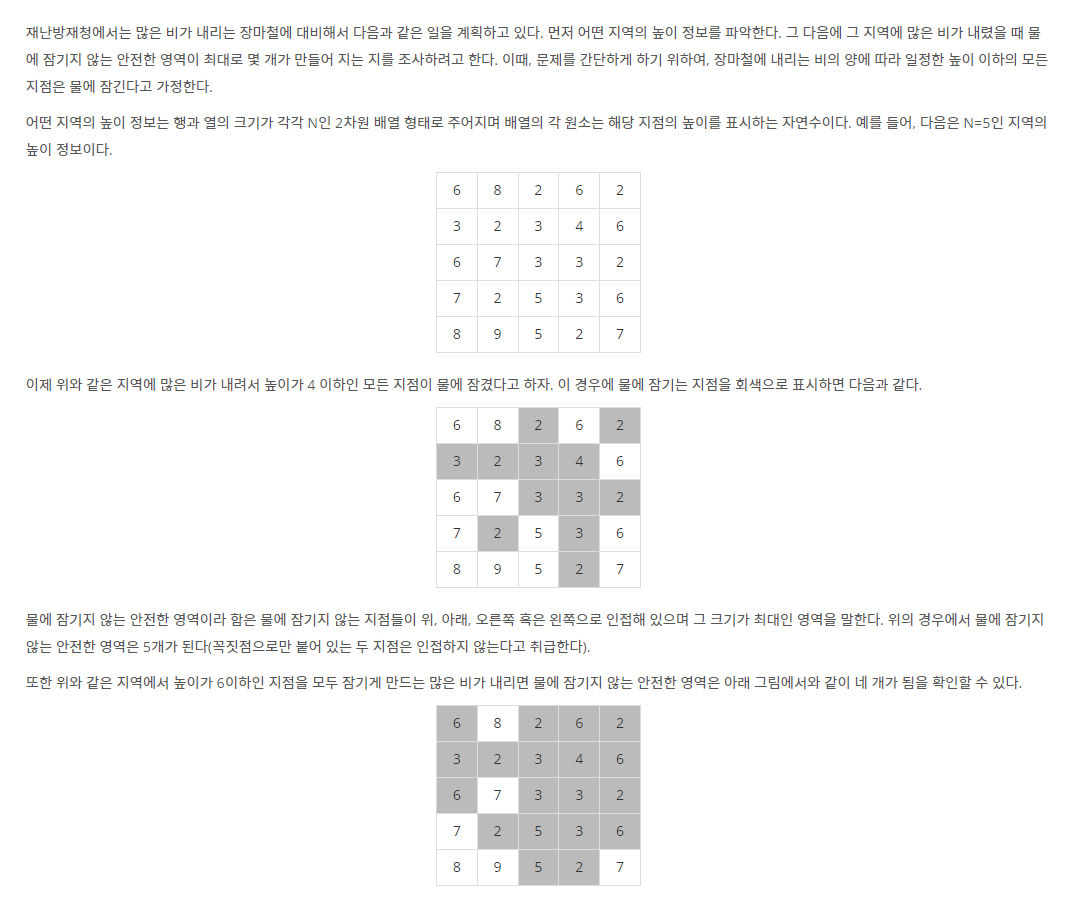 재난방재청에서는 많은 비가 내리는 장마철에 대비해서 다음과 같은 일을 계획하고 있다. 먼저 어떤 지역의 높이 정보를 파악한다. 그 다음에 그 지역에 많은 비가 내렸을 때 물
에 잠기지 않는 안전한 영역이 최대로 몇 개가 만들어 지는 지를 조사하려고 한다. 이때, 문제를 간단하게 하기 위하여, 장마철에 내리는 비의 양에 따라 일정한 높이 이하의 모든
지점은 물에 잠긴다고 가정한다.
어떤 지역의 높이 정보는 행과 열의 크기가 각각 N인 2차원 배열 형태로 주어지며 배열의 각 원소는 해당 지점의 높이를 표시하는 자연수이다. 예를 들어, 다음은 N=5인 지역의
높이 정보이다.
6 8 2 6 2
3 2 3 4 6
6 7 3 3 2
7 2 5 3 6
8 9 5 2 7
이제 위와 같은 지역에 많은 비가 내려서 높이가 4 이하인 모든 지점이 물에 잠겼다고 하자. 이 경우에 물에 잠기는 지점을 회색으로 표시하면 다음과 같다.
6 8 2 6 2
3 2 3 4 6
6 7 3 3 2
7 2 5 3 6
8 9 5 2 7
물에 잠기지 않는 안전한 영역이라 함은 물에 잠기지 않는 지점들이 위, 아래, 오른쪽 혹은 왼쪽으로 인접해 있으며 그 크기가 최대인 영역을 말한다. 위의 경우에서 물에 잠기지
않는 안전한 영역은 5개가 된다(꼭짓점으로만 붙어 있는 두 지점은 인접하지 않는다고 취급한다).
또한 위와 같은 지역에서 높이가 6이하인 지점을 모두 잠기게 만드는 많은 비가 내리면 물에 잠기지 않는 안전한 영역은 아래 그림에서와 같이 네 개가 됨을 확인할 수 있다.
6 8 2 6 2
3 2 3 4 6
6 7 3 3 2
7 2 5 3 6
8 9 5 2 7